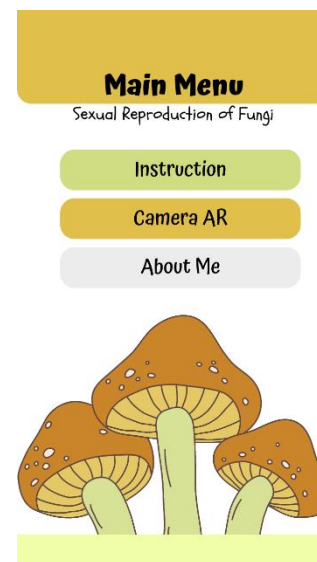 Main Menu
Sexual Reproduction of Fungi
Instruction
Camera AR
About Me